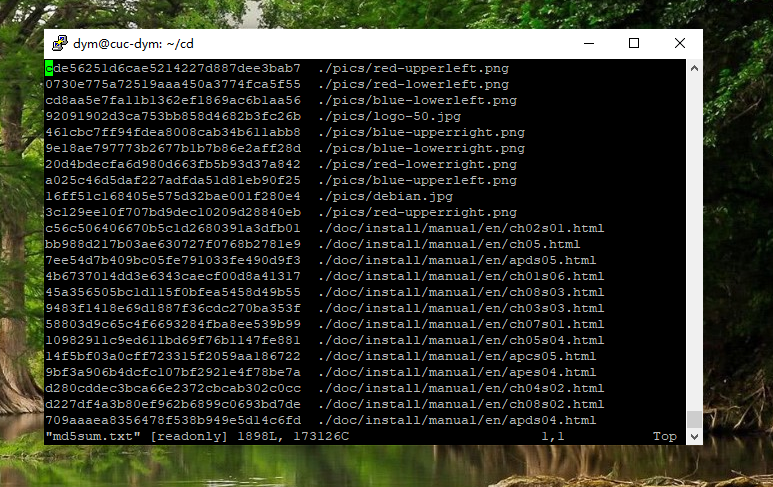 dym@cuc-dym: ~/cd
cde56251d6cae5214227d887dee3bab7  ./pics/red-upperleft.png
0730e775a72519aaa450a3774fca5f55  ./pics/red-lowerleft.png
cd8aa5e7fa11b1362ef1869ac6b1aa56  ./pics/blue-lowerleft.png
92091902d3ca753bb858d4682b3fc26b  ./pics/logo-50.jpg
461cbc7ff94fdea8008cab34b611abb8  ./pics/blue-upperright.png
9e18ae797773b2677b1b7b86e2aff28d  ./pics/blue-lowerright.png
20d4bdecfa6d980d663fb5b93d37a842  ./pics/red-lowerright.png
a025c46d5daf227adfda51d81eb90f25  ./pics/blue-upperleft.png
16ff51c168405e575d32bae001f280e4  ./pics/debian.jpg
3c129ee10f707bd9dec10209d28840eb  ./pics/red-upperright.png
c56c506406670b5c1d2680391a3dfb01  ./doc/install/manual/en/ch02s01.html
bb988d217b03ae630727f0768b2781e9  ./doc/install/manual/en/ch05.html
7ee54d7b409bc05fe791033fe490d9f3  ./doc/install/manual/en/apds05.html
4b6737014dd3e6343caecf00d8a41317  ./doc/install/manual/en/ch01s06.html
45a356505bc1d115f0bfea5458d49b55  ./doc/install/manual/en/ch08s03.html
9483f1418e69d1887f36cdc270ba353f  ./doc/install/manual/en/ch03s03.html
58803d9c65c4f6693284fba8ee539b99  ./doc/install/manual/en/ch07s01.html
10982911c9ed611bd69f76b1147fe881  ./doc/install/manual/en/ch05s04.html
14f5bf03a0cff723315f2059aa186722  ./doc/install/manual/en/apcs05.html
9bf3a906b4dcfc107bf2921e4f78be7a  ./doc/install/manual/en/apes04.html
d280cddec3bca66e2372cbcab302c0cc  ./doc/install/manual/en/ch04s02.html
d227df4a3b80ef962b6899c0693bd7de  ./doc/install/manual/en/ch08s02.html
709aaaea8356478f538b949e5d14c6fd  ./doc/install/manual/en/apds04.html
"md5sum.txt" [readonly] 1898L, 173126C  1,1  Top